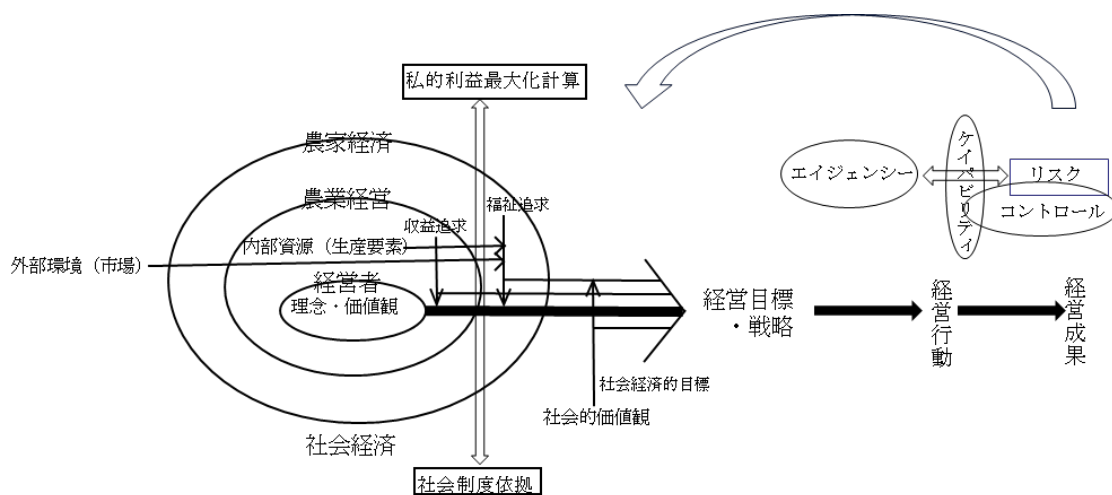 私的利益最大化計算
農家経済
農業経営
福祉追求
収益追求
内部資源（生産要素）
外部環境（市場）
経営者
理念・価値観
社会経済的目標
社会的価値観
社会経済
社会制度依拠
経営目標
・戦略
エイジェンシー
ケイパビリティ
リスク
コントロール
経営行動
経営成果